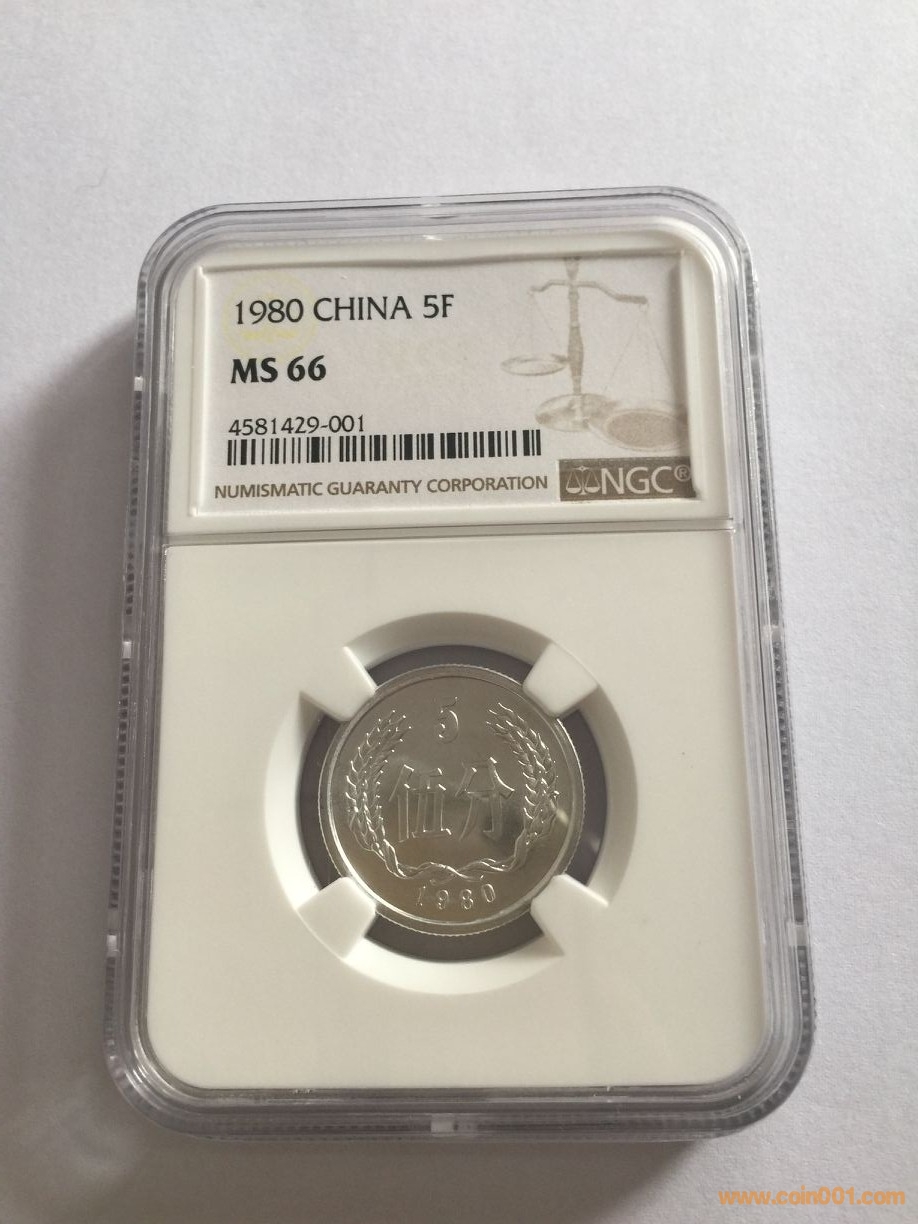 1980 CHINA 5F
MS 66
4581429-001
NUMISMATIC GUARANTY CORPORATION
NGC®
5
伍分
1980
www.coin001.com